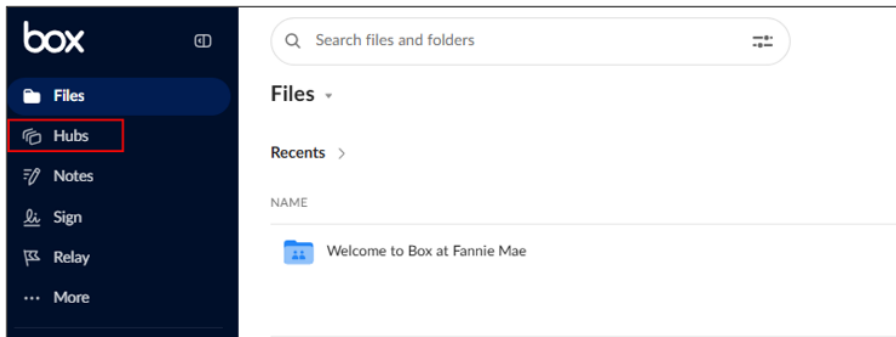 box
Files
Hubs
Notes
Sign
Relay
More
Search files and folders
Files
Recents
NAME
Welcome to Box at Fannie Mae